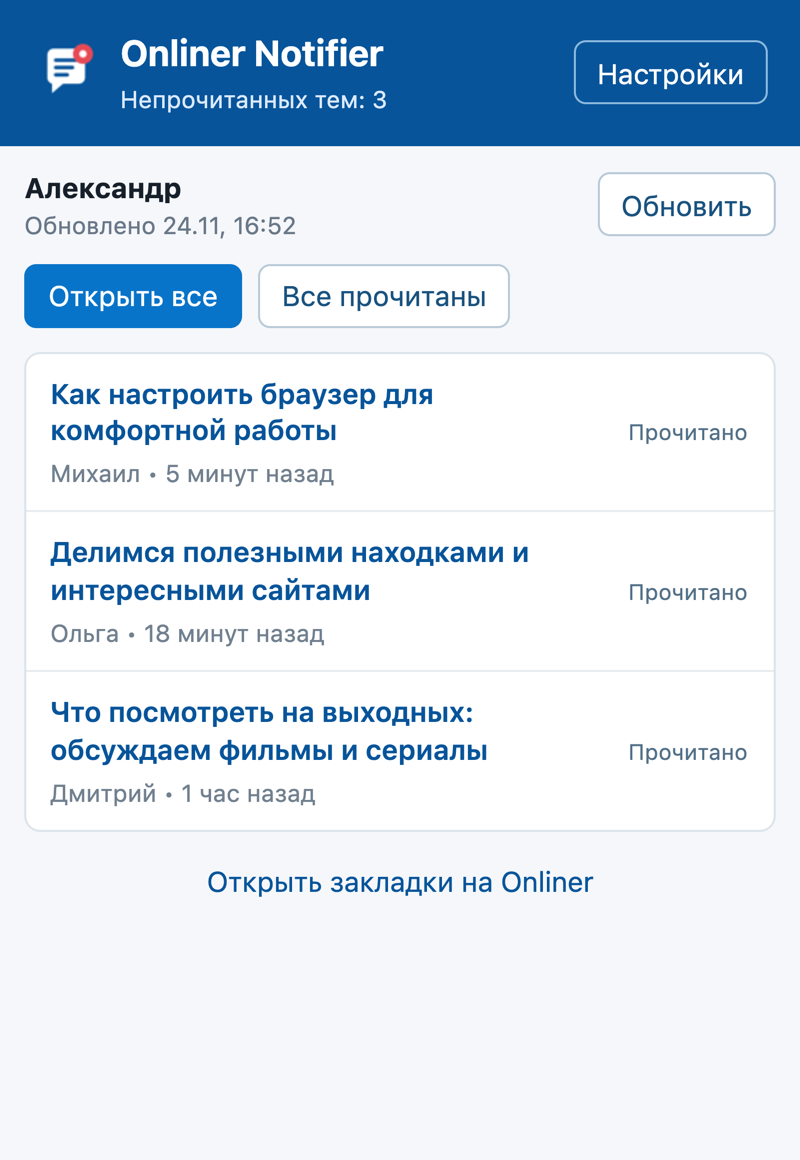 Onliner Notifier
Непрочитанных тем: 3
Настройки
Александр
Обновлено 24.11, 16:52
Обновить
Открыть все
Все прочитаны
Как настроить браузер для
комфортной работы
Михаил • 5 минут назад
Прочитано
Делимся полезными находками и
интересными сайтами
Ольга • 18 минут назад
Прочитано
Что посмотреть на выходных:
обсуждаем фильмы и сериалы
Дмитрий • 1 час назад
Прочитано
Открыть закладки на Onliner